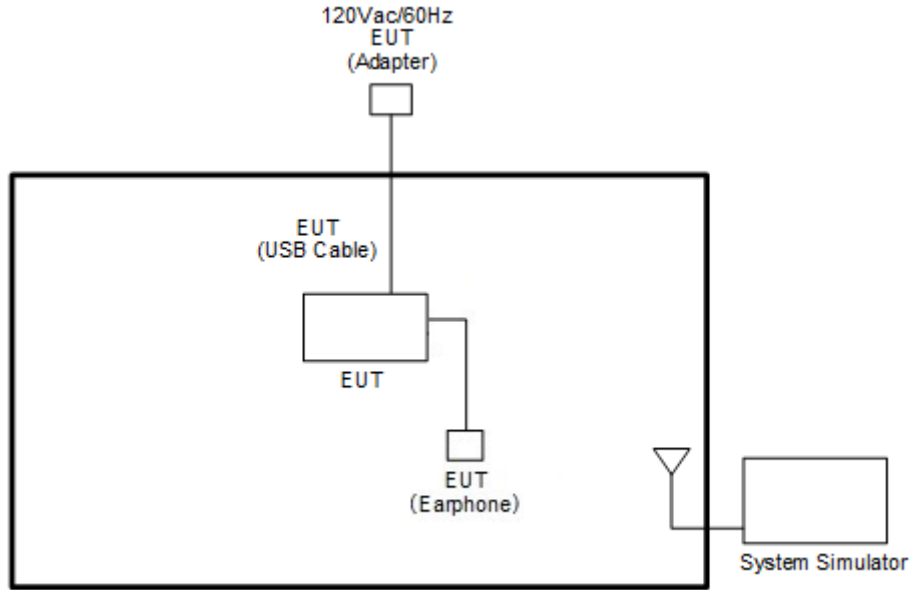 120Vac/60Hz
EUT
(Adapter)
EUT
(USB Cable)
EUT
EUT
(Earphone)
System Simulator